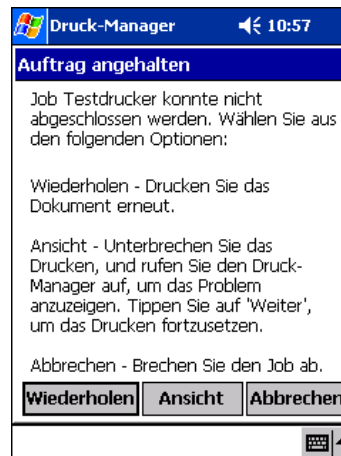 Druck-Manager 10:57
Auftrag angehalten
Job Testdrucker konnte nicht
abgeschlossen werden. Wählen Sie aus
den folgenden Optionen:
Wiederholen - Drucken Sie das
Dokument erneut.
Ansicht - Unterbrechen Sie das
Drucken, und rufen Sie den Druck-
Manager auf, um das Problem
anzuzeigen. Tippen Sie auf 'Weiter',
um das Drucken fortzusetzen.
Abbrechen - Brechen Sie den Job ab.
Wiederholen Ansicht Abbrechen